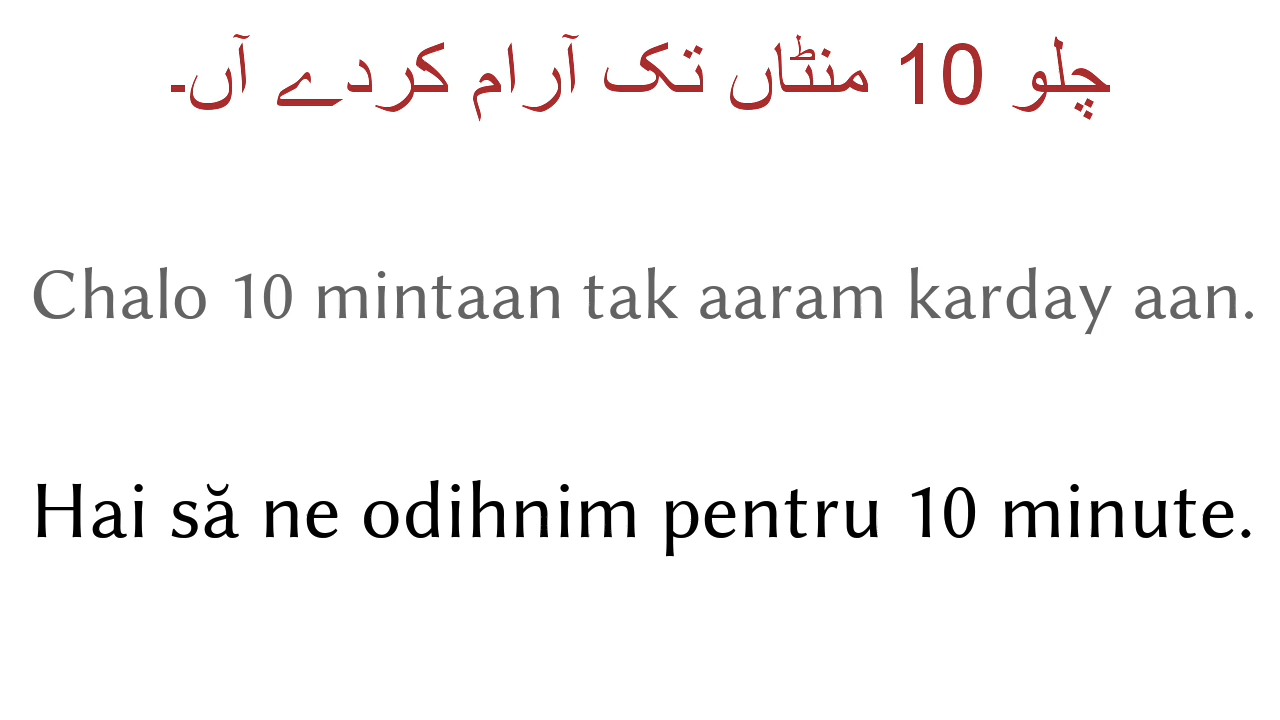 چلو 10 منٹاں تک آرام کردے آں۔
Chalo 10 mintaan tak aaram karday aan.
Hai să ne odihnim pentru 10 minute.